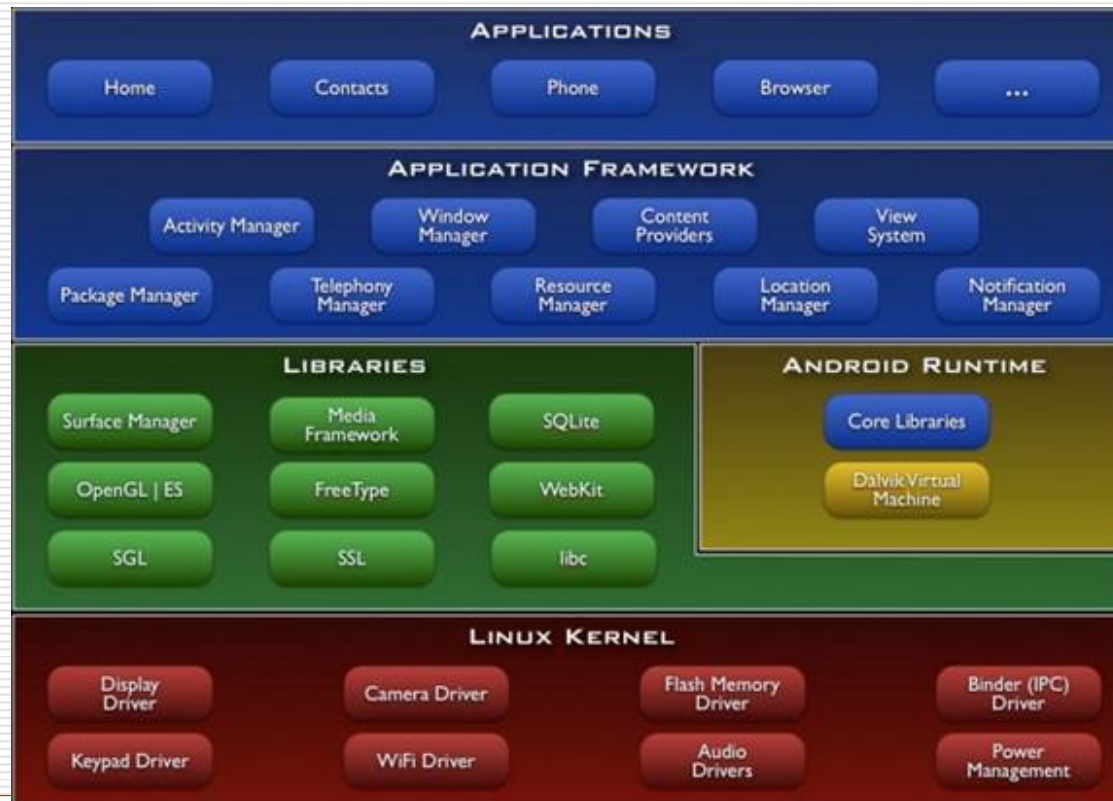 APPLICATIONS
Home
Contacts
Phone
Browser
...
APPLICATION FRAMEWORK
Activity Manager
Window
Manager
Content
Providers
View
System
Package Manager
Telephony
Manager
Resource
Manager
Location
Manager
Notification
Manager
LIBRARIES
Surface Manager
Media
Framework
SQLite
OpenGL | ES
FreeType
WebKit
SGL
SSL
libc
ANDROID RUNTIME
Core Libraries
Dalvik Virtual
Machine
LINUX KERNEL
Display
Driver
Camera Driver
Flash Memory
Driver
Binder (IPC)
Driver
Keypad Driver
WiFi Driver
Audio
Drivers
Power
Management